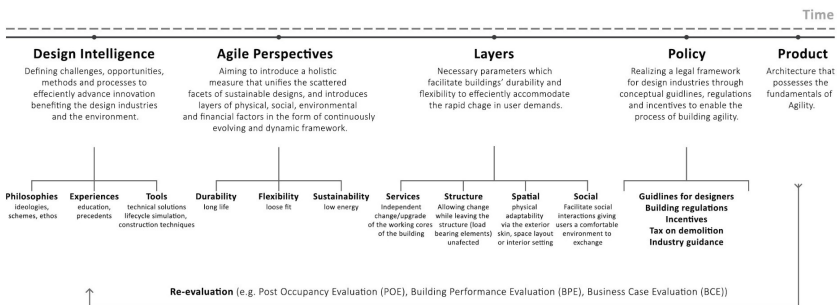 Time
Design Intelligence
Defining challenges, opportunities,
methods and processes to
effeciently advance innovation
benefiting the design industries
and the environment.
Agile Perspectives
Aiming to introduce a holistic
measure that unifies the scattered
facets of sustainable designs, and introduces
layers of physical, social, environmental
and financial factors in the form of continuously
evolving and dynamic framework.
Layers
Necessary parameters which
facilitate buildings' durability and
flexibility to effeciently accommodate
the rapid chage in user demands.
Policy
Realizing a legal framework
for design industries through
conceptual guidlines, regulations
and incentives to enable the
process of building agility.
Product
Architecture that
possesses the
fundamentals of
Agility.
Philosophies
ideologies,
schemes, ethos
Experiences
education,
precedents
Tools
technical solutions
lifecycle simulation,
construction techniques
Durability
long life
Flexibility
loose fit
Sustainability
low energy
Services
Independent
change/upgrade
of the working cores
of the building
Structure
Allowing change
while leaving the
structure (load
bearing elements)
unafected
Spatial
physical
adaptability
via the exterior
skin, space layout
or interior setting
Social
Facilitate social
interactions giving
users a comfortable
environment to
exchange
Guidlines for designers
Building regulations
Incentives
Tax on demolition
Industry guidance
Re-evaluation (e.g. Post Occupancy Evaluation (POE), Building Performance Evaluation (BPE), Business Case Evaluation (BCE))